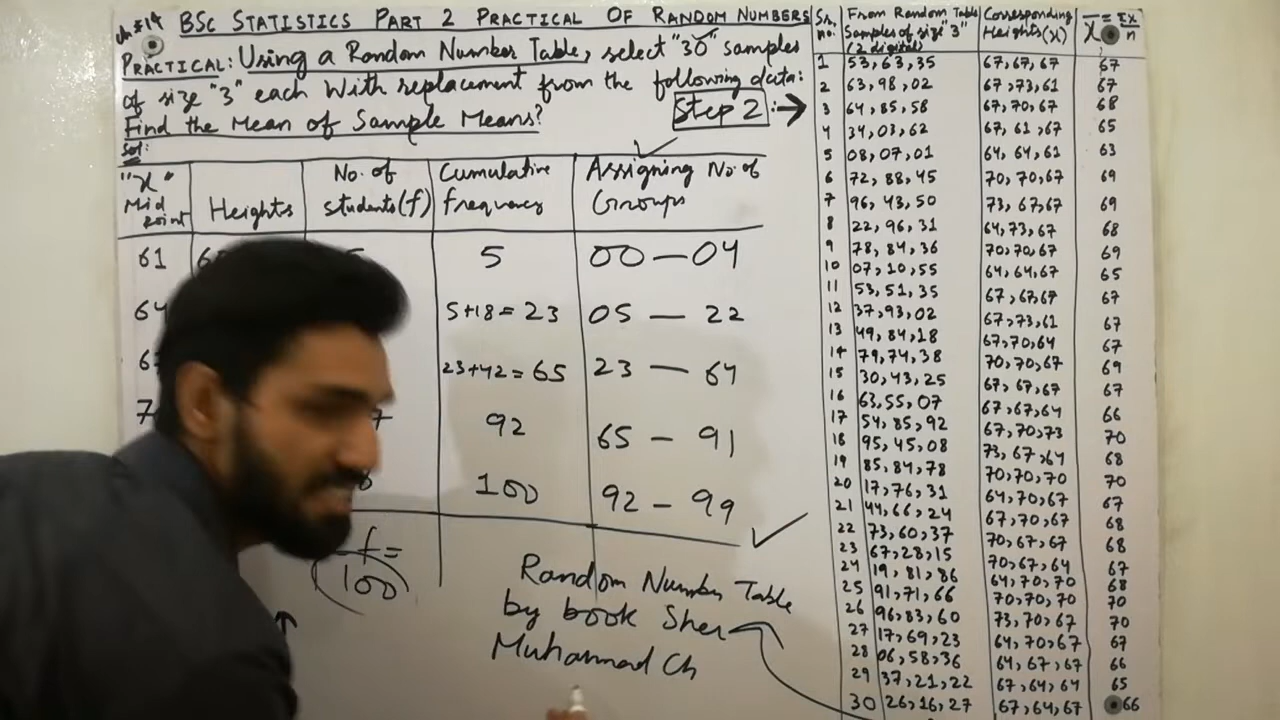 ch #14 BSc STATISTICS PART 2 PRACTICAL OF RANDOM NUMBERS
PRACTICAL: Using a Random Number Table, select "30" samples
of size "3" each With replacement from the following data:
Find the Mean of Sample Means?
Step 2: →
Sol:
"X" Mid Point Heights No. of students(f) Cumulative frequency Assigning No. of Groups
61 5 00 — 04
64 5+18 = 23 05 — 22
23+42 = 65 23 — 64
92 65 — 91
100 92 — 99
f =
100
Random Number Table
by book Sher
Muhammad Ch
Sr. no. From Random Table Samples of size "3" (2 digital) Corresponding Heights(x) X̄ = Σx/n
1 53,63,35 67,67,67 67
2 63,98,02 67,73,61 67
3 64,85,58 67,70,67 68
4 34,03,62 67,61,67 65
5 08,07,01 64,64,61 63
6 72,88,45 70,70,67 69
7 96,43,50 73,67,67 69
8 22,96,31 64,73,67 68
9 78,84,36 70,70,67 69
10 07,10,55 64,64,67 65
11 53,51,35 67,67,67 67
12 37,93,02 67,73,61 67
13 49,84,18 67,70,64 67
14 79,74,38 70,70,67 69
15 30,43,25 67,67,67 67
16 63,55,07 67,67,64 66
17 54,85,92 67,70,73 70
18 95,45,08 73,67,64 68
19 85,84,78 70,70,70 70
20 17,76,31 64,70,67 67
21 44,66,24 67,70,67 68
22 73,60,37 70,67,67 68
23 67,28,15 70,67,64 67
24 19,81,86 64,70,70 68
25 91,71,66 70,70,70 70
26 96,83,60 73,70,67 70
27 17,69,23 64,70,67 67
28 06,58,36 64,67,67 66
29 37,21,22 67,64,64 65
30 26,16,27 67,64,67 66